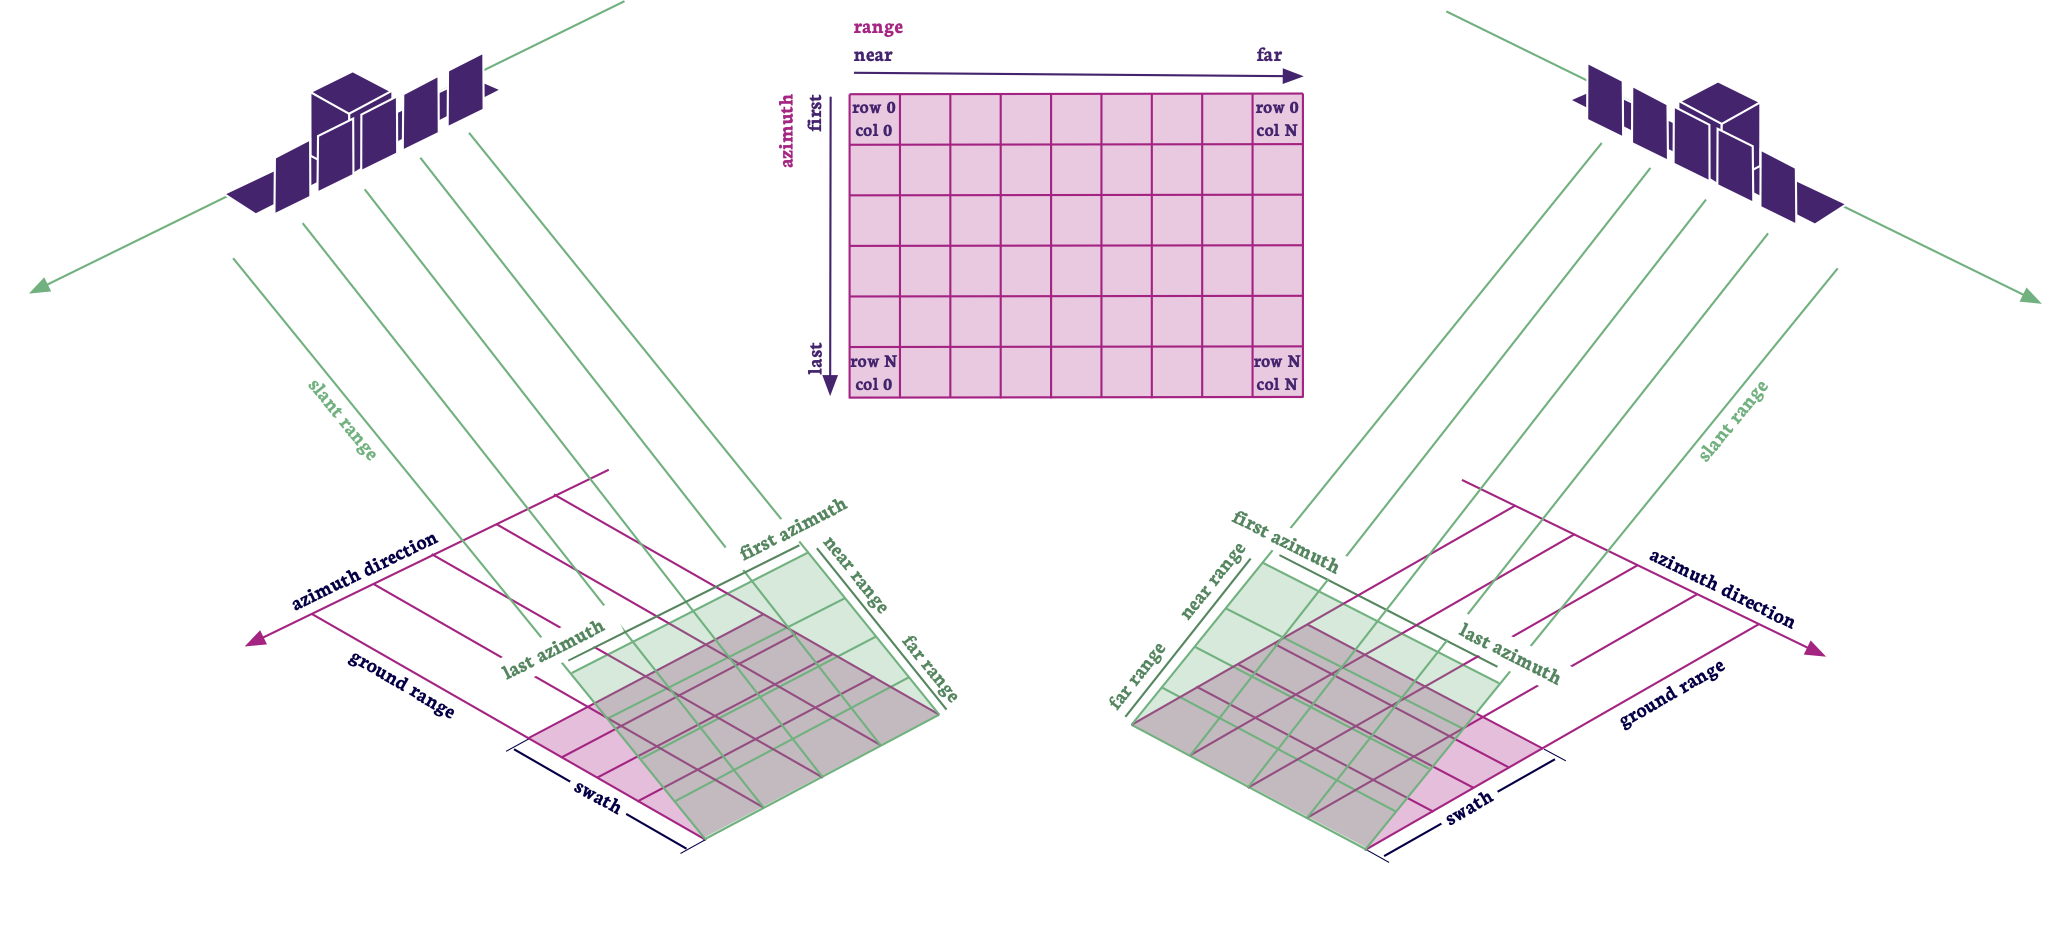 range
near
far
azimuth
first
last
row 0
col 0
row 0
col N
row N
col 0
row N
col N
slant range
azimuth direction
ground range
swath
first azimuth
last azimuth
near range
far range
slant range
first azimuth
last azimuth
near range
far range
azimuth direction
ground range
swath